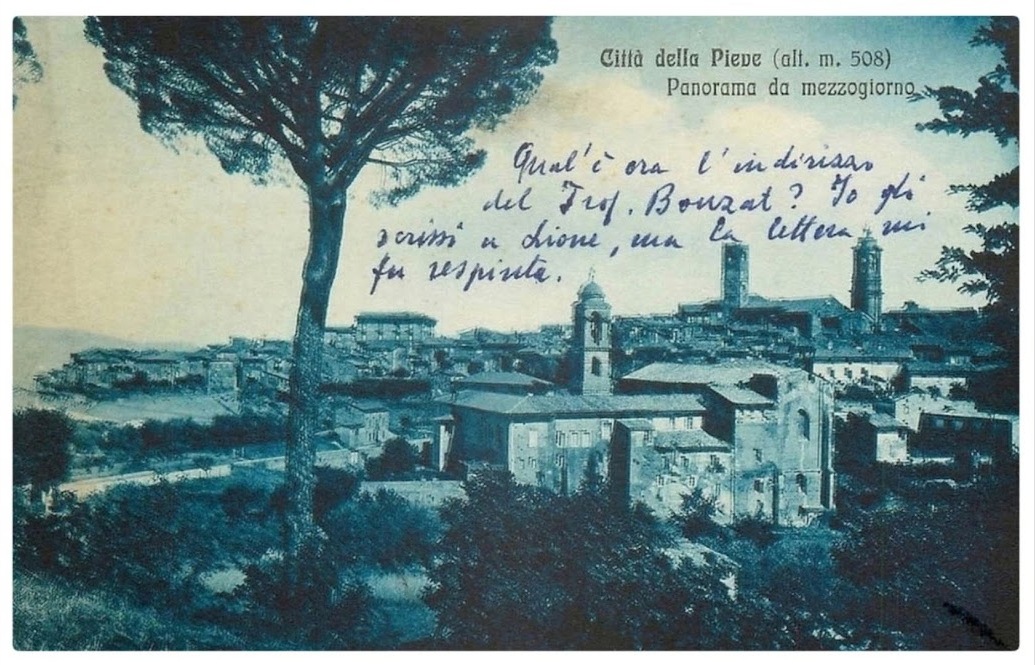 Città della Pieve (alt. m. 508)
Panorama da mezzogiorno
Qual'è ora l'indirizzo
del Prof. Bonzat? Io gli
scrissi a Lione, ma la lettera mi
fu respinta.